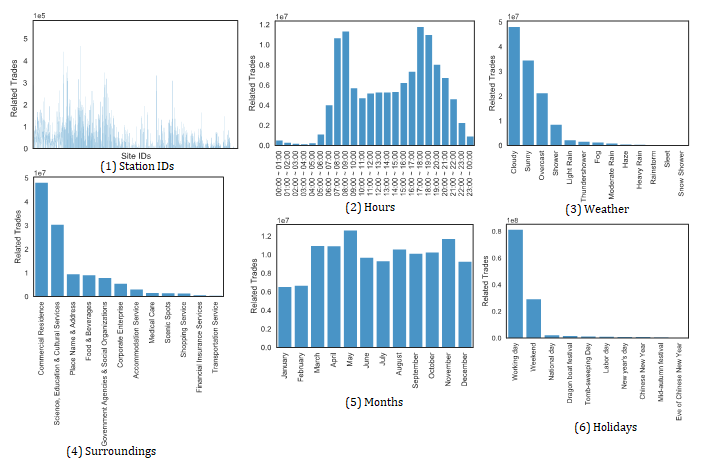 1e5
5
4
3
2
1
0
Related Trades
Site IDs
(1) Station IDs
1e7
1.2
1.0
0.8
0.6
0.4
0.2
0.0
Related Trades
00:00 ~ 01:00
01:00 ~ 02:00
02:00 ~ 03:00
03:00 ~ 04:00
04:00 ~ 05:00
05:00 ~ 06:00
06:00 ~ 07:00
07:00 ~ 08:00
08:00 ~ 09:00
09:00 ~ 10:00
10:00 ~ 11:00
11:00 ~ 12:00
12:00 ~ 13:00
13:00 ~ 14:00
14:00 ~ 15:00
15:00 ~ 16:00
16:00 ~ 17:00
17:00 ~ 18:00
18:00 ~ 19:00
19:00 ~ 20:00
20:00 ~ 21:00
21:00 ~ 22:00
22:00 ~ 23:00
23:00 ~ 00:00
(2) Hours
1e7
5
4
3
2
1
0
Related Trades
Cloudy
Sunny
Overcast
Shower
Light Rain
Thundershower
Fog
Moderate Rain
Haze
Heavy Rain
Rainstorm
Sleet
Snow Shower
(3) Weather
1e7
5
4
3
2
1
0
Related Trades
Commercial Residence
Science, Education & Cultural Services
Place Name & Address
Food & Beverages
Government Agencies & Social Organizations
Corporate Enterprise
Accommodation Service
Medical Care
Scenic Spots
Shopping Service
Financial Insurance Services
Transportation Service
(4) Surroundings
1e7
1.2
1.0
0.8
0.6
0.4
0.2
0.0
Related Trades
January
February
March
April
May
June
July
August
September
October
November
December
(5) Months
1e8
0.8
0.6
0.4
0.2
0.0
Related Trades
Working day
Weekend
National day
Dragon boat festival
Tomb-sweeping Day
Labor day
New year's day
Chinese New Year
Mid-autumn festival
Eve of Chinese New Year
(6) Holidays